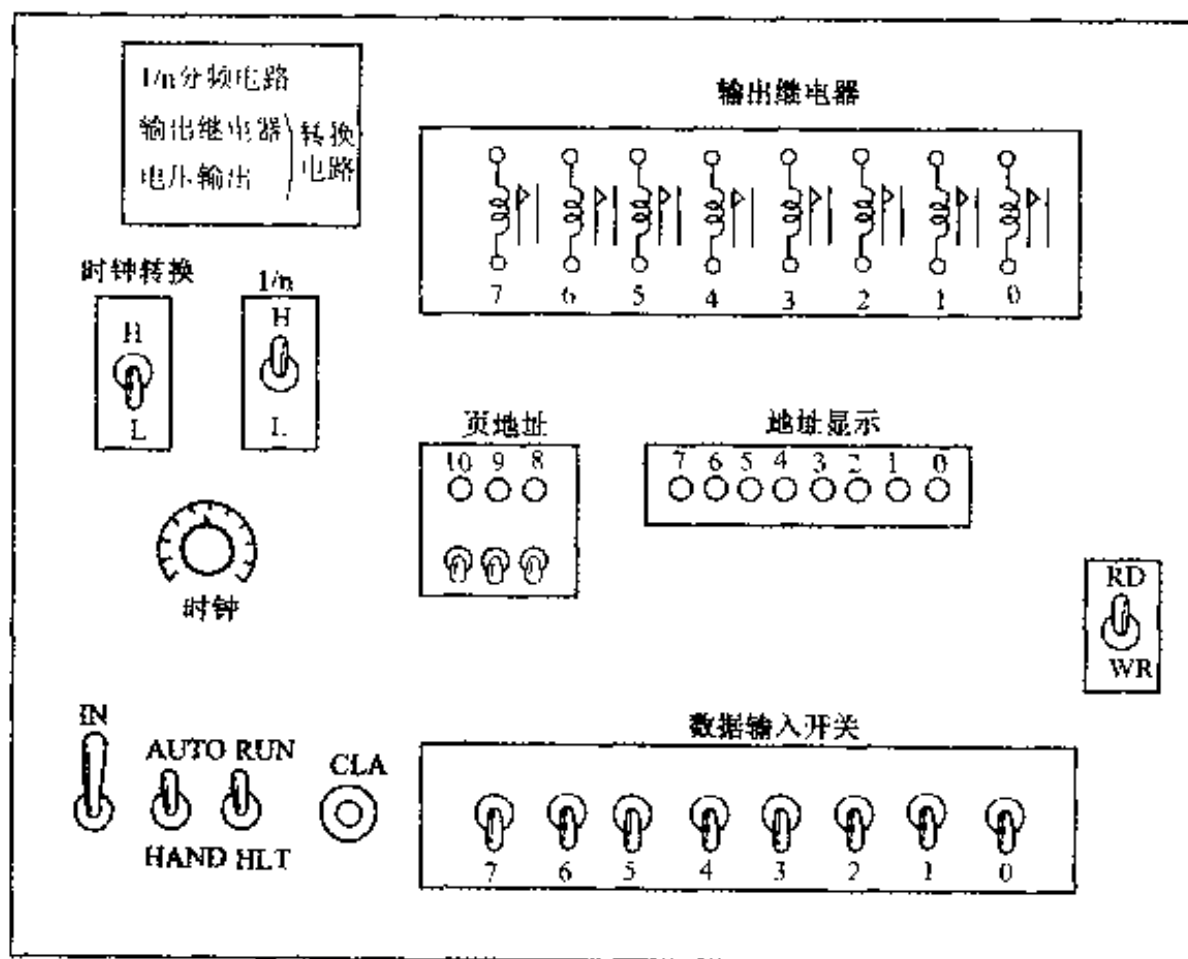 1/n分频电路
输出继电器
电压输出
转换
电路
输出继电器
7 6 5 4 3 2 1 0
时钟转换
H
L
1/n
H
L
页地址
10 9 8
地址显示
7 6 5 4 3 2 1 0
时钟
RD
WR
IN
AUTO RUN
HAND HLT
CLA
数据输入开关
7 6 5 4 3 2 1 0